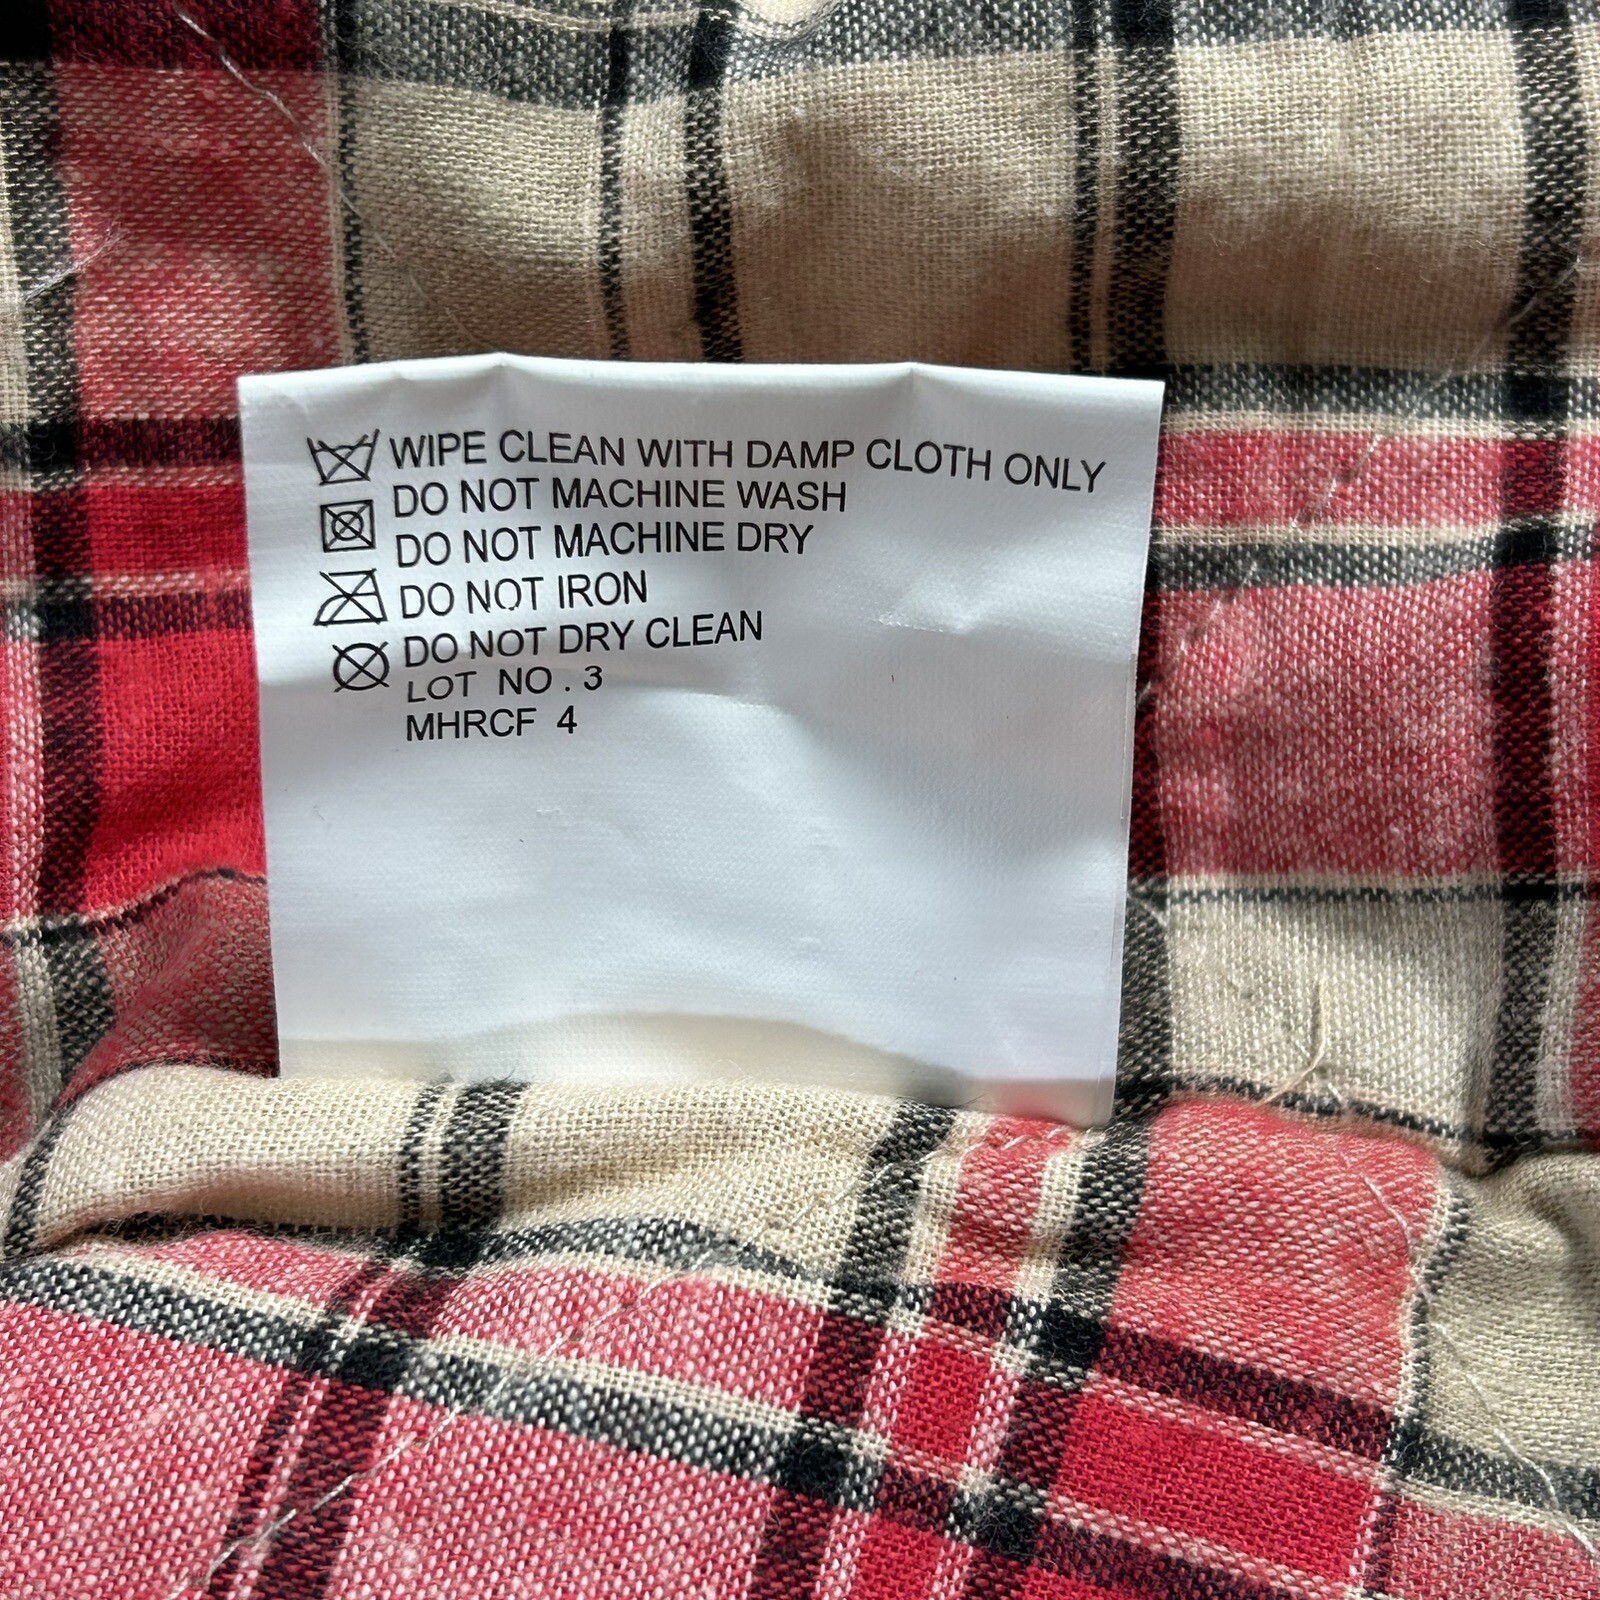 WIPE CLEAN WITH DAMP CLOTH ONLY
DO NOT MACHINE WASH
DO NOT MACHINE DRY
DO NOT IRON
DO NOT DRY CLEAN
LOT NO. 3
MHRCF 4